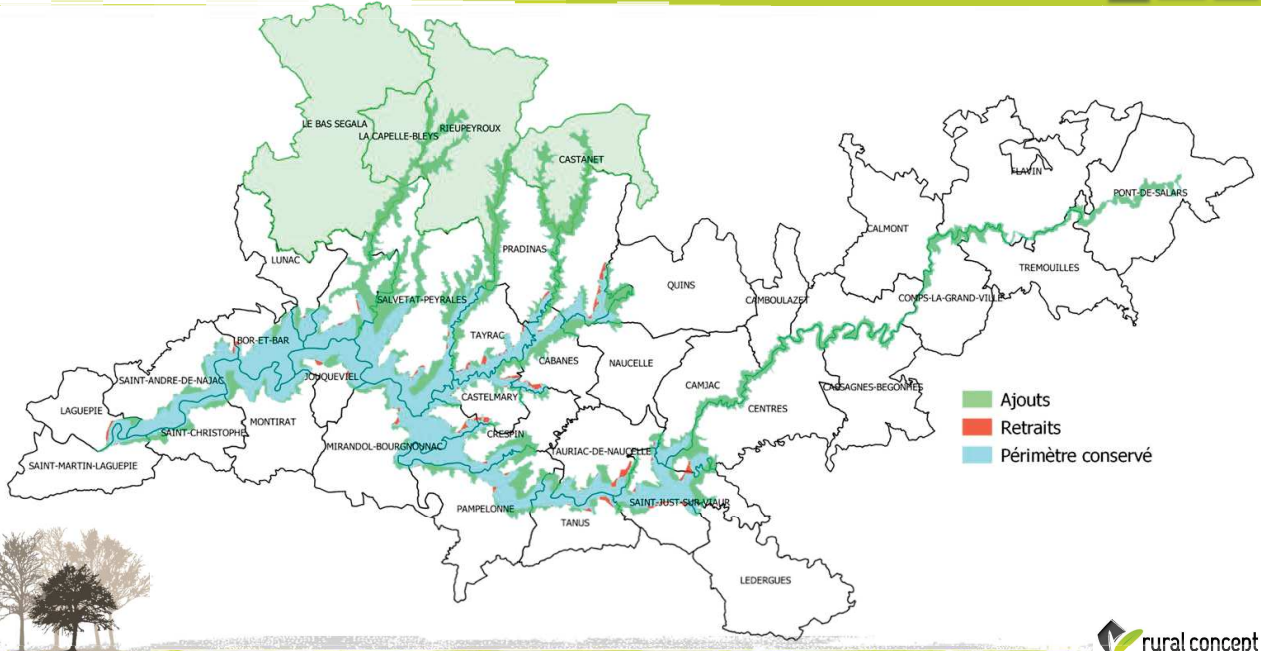 LE BAS SEGALA
LA CAPELLE-BLEYS
RIEUPEYROUX
CASTANET
FLAVIN
PONT-DE-SALARS
CALMONT
LUNAC
PRADINAS
TREMOUILLES
QUINS
SALVETAT-PEYRALES
CAMBOULAZET
COMPS-LA-GRAND-VILLE
TAYRAC
BOR-ET-BAR
CABANES
NAUCELLE
SAINT-ANDRE-DE-NAJAC
JOUQUEVIEL
CAMJAC
CASSAGNES-BEGONHES
CASTELMARY
LAGUEPIE
CENTRES
Ajouts
MONTIRAT
SAINT-CHRISTOPHE
CRESPIN
Retraits
MIRANDOL-BOURGNOUNAC
TAURIAC-DE-NAUCELLE
Périmètre conservé
SAINT-MARTIN-LAGUEPIE
PAMPELONNE
SAINT-JUST-SUR-VIAUR
TANUS
LEDERGUES
rural concept